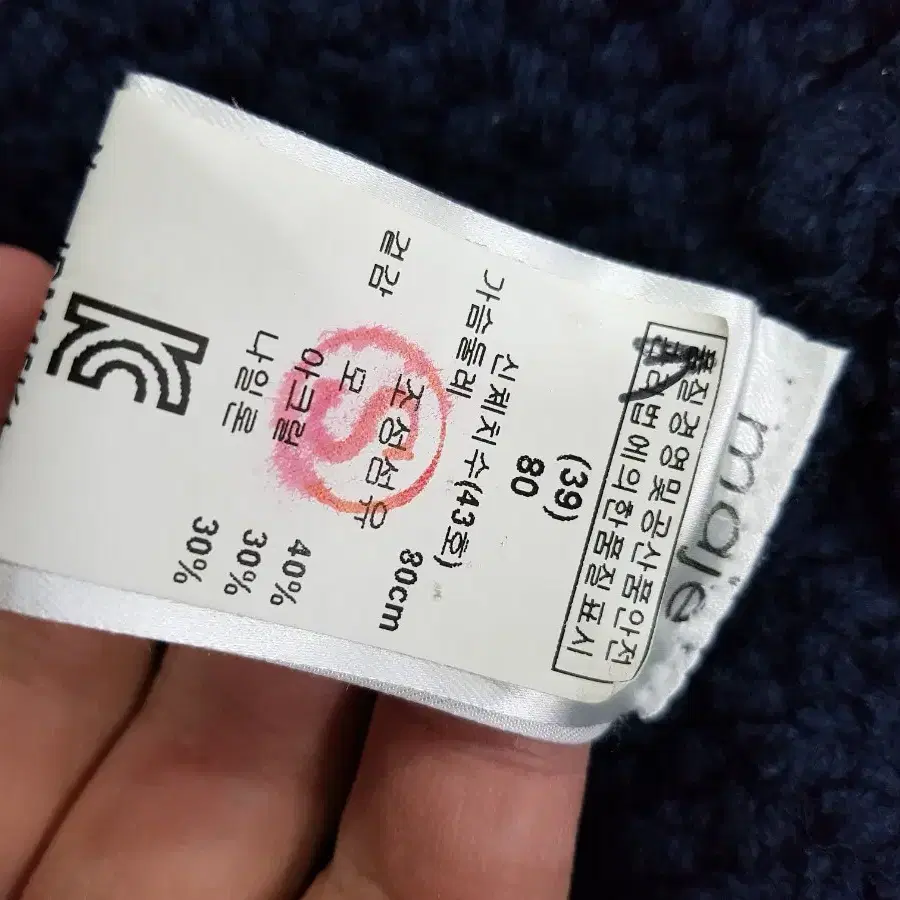 maje
품질경영및공산품안전
관리법에의한품질표시
(39)
80
신체치수(43호)
가슴둘레 80cm
조성섬유
겉감 모 40%
아크릴 30%
나일론 30%